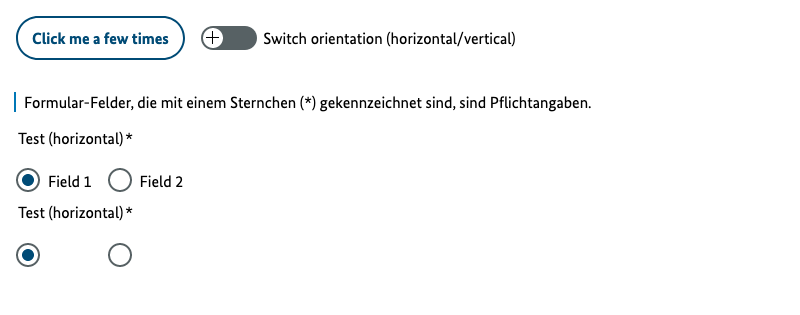 Click me a few times
Switch orientation (horizontal/vertical)
Formular-Felder, die mit einem Sternchen (*) gekennzeichnet sind, sind Pflichtangaben.
Test (horizontal)*
Field 1 Field 2
Test (horizontal)*